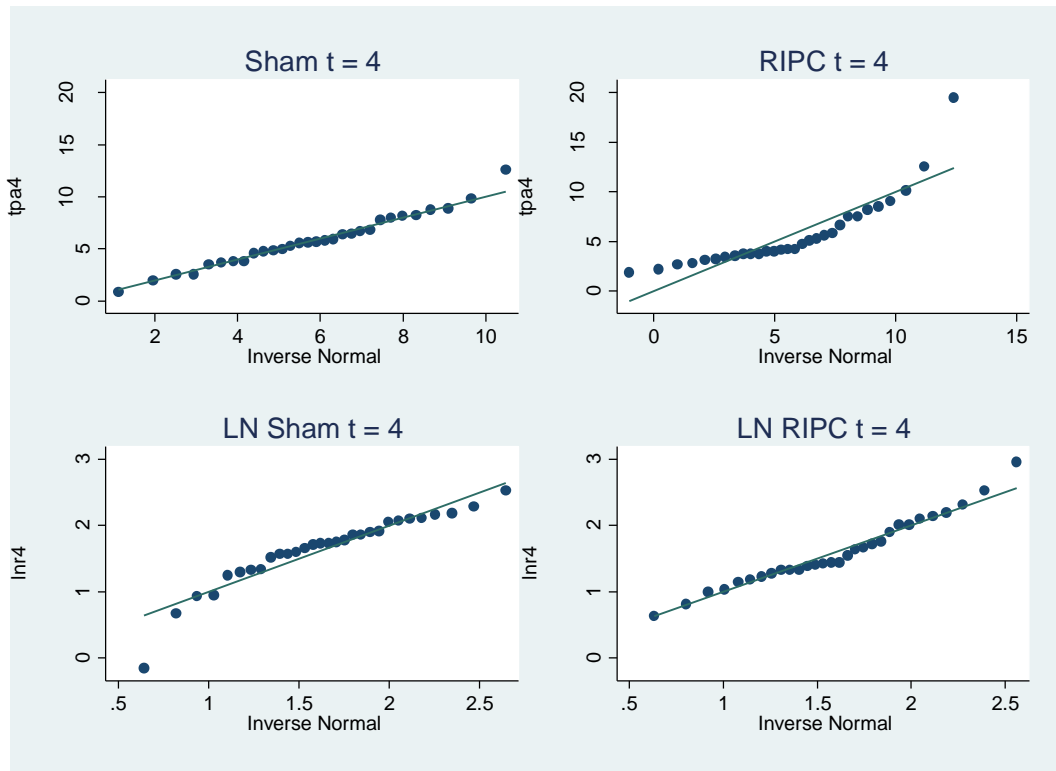 Sham t = 4
tpa4
20
15
10
5
0
2 4 6 8 10
Inverse Normal
RIPC t = 4
tpa4
20
15
10
5
0
0 5 10 15
Inverse Normal
LN Sham t = 4
lnr4
3
2
1
0
.5 1 1.5 2 2.5
Inverse Normal
LN RIPC t = 4
lnr4
3
2
1
0
.5 1 1.5 2 2.5
Inverse Normal